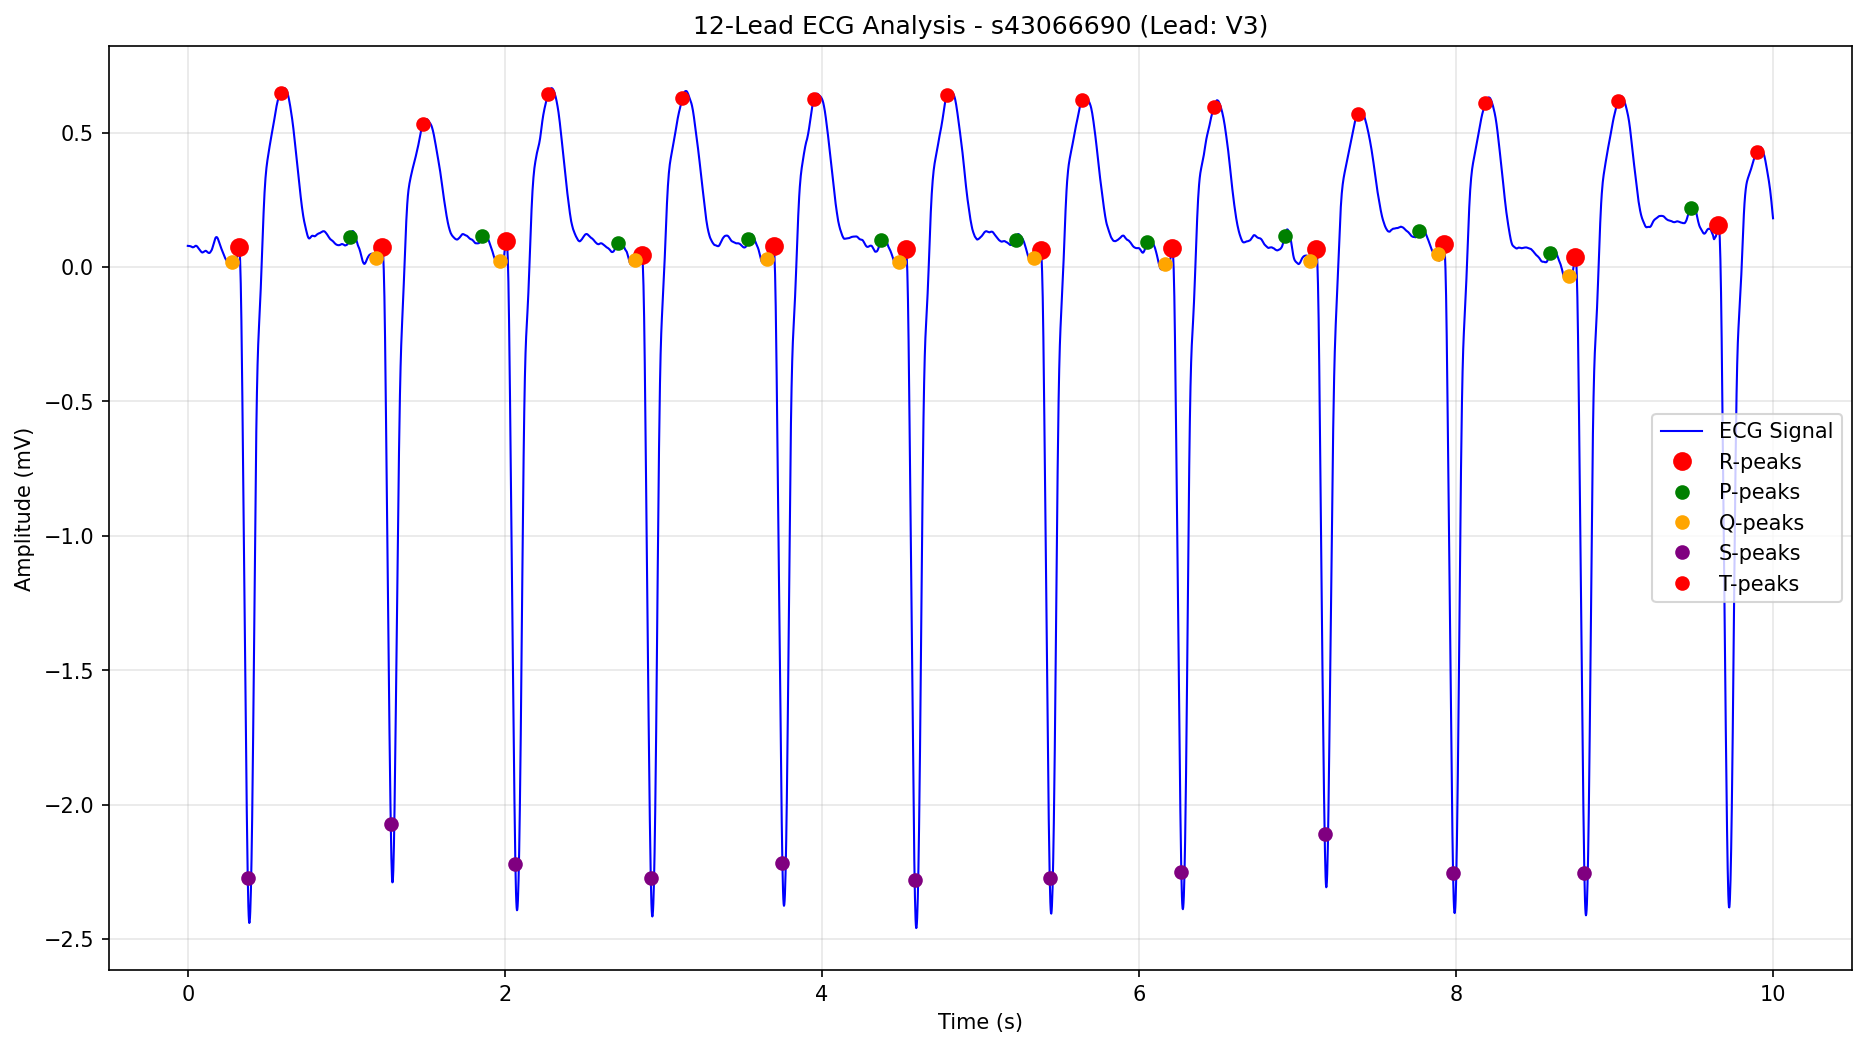 12-Lead ECG Analysis - s43066690 (Lead: V3)
Amplitude (mV)
0.5
0.0
−0.5
−1.0
−1.5
−2.0
−2.5
ECG Signal
R-peaks
P-peaks
Q-peaks
S-peaks
T-peaks
0 2 4 6 8 10
Time (s)